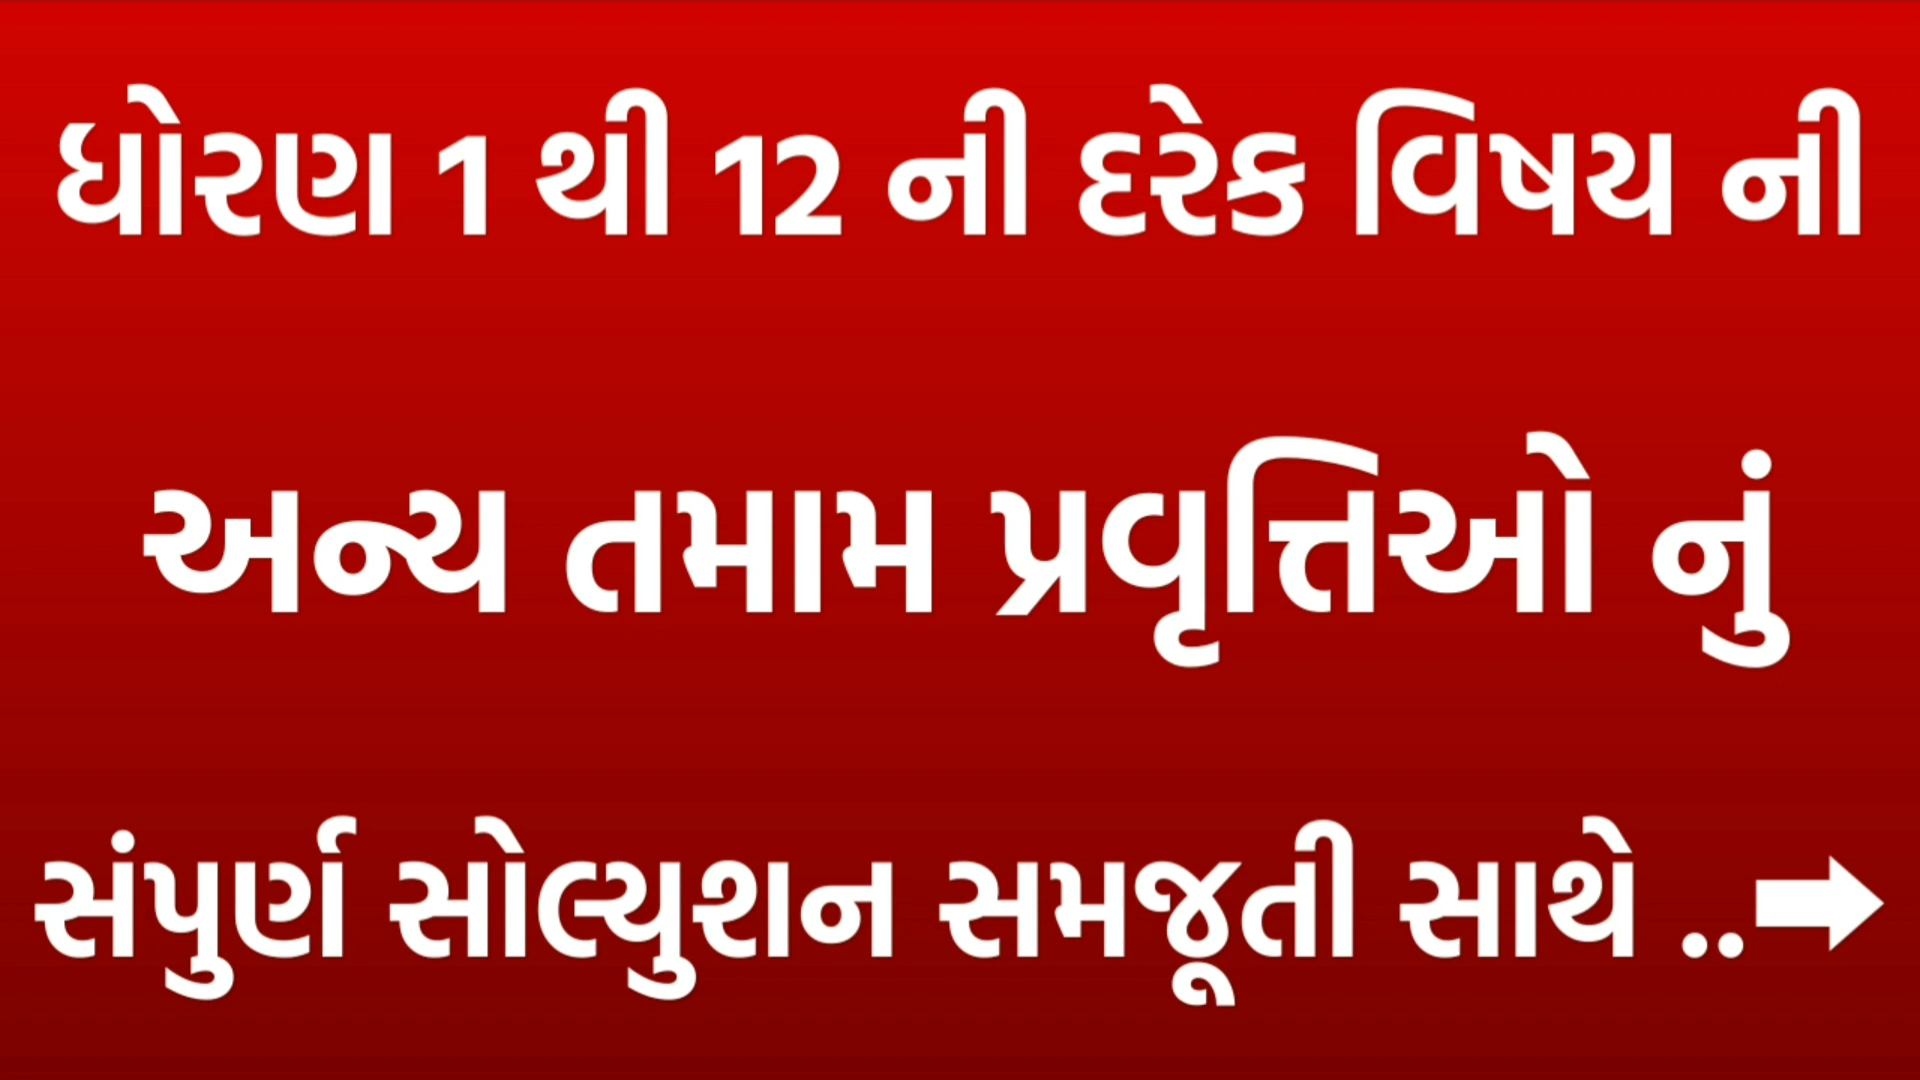 ધોરણ 1 થી 12 ની દરેક વિષય ની
અન્ય તમામ પ્રવૃત્તિઓ નું
સંપુર્ણ સોલ્યુશન સમજૂતી સાથે ..➡